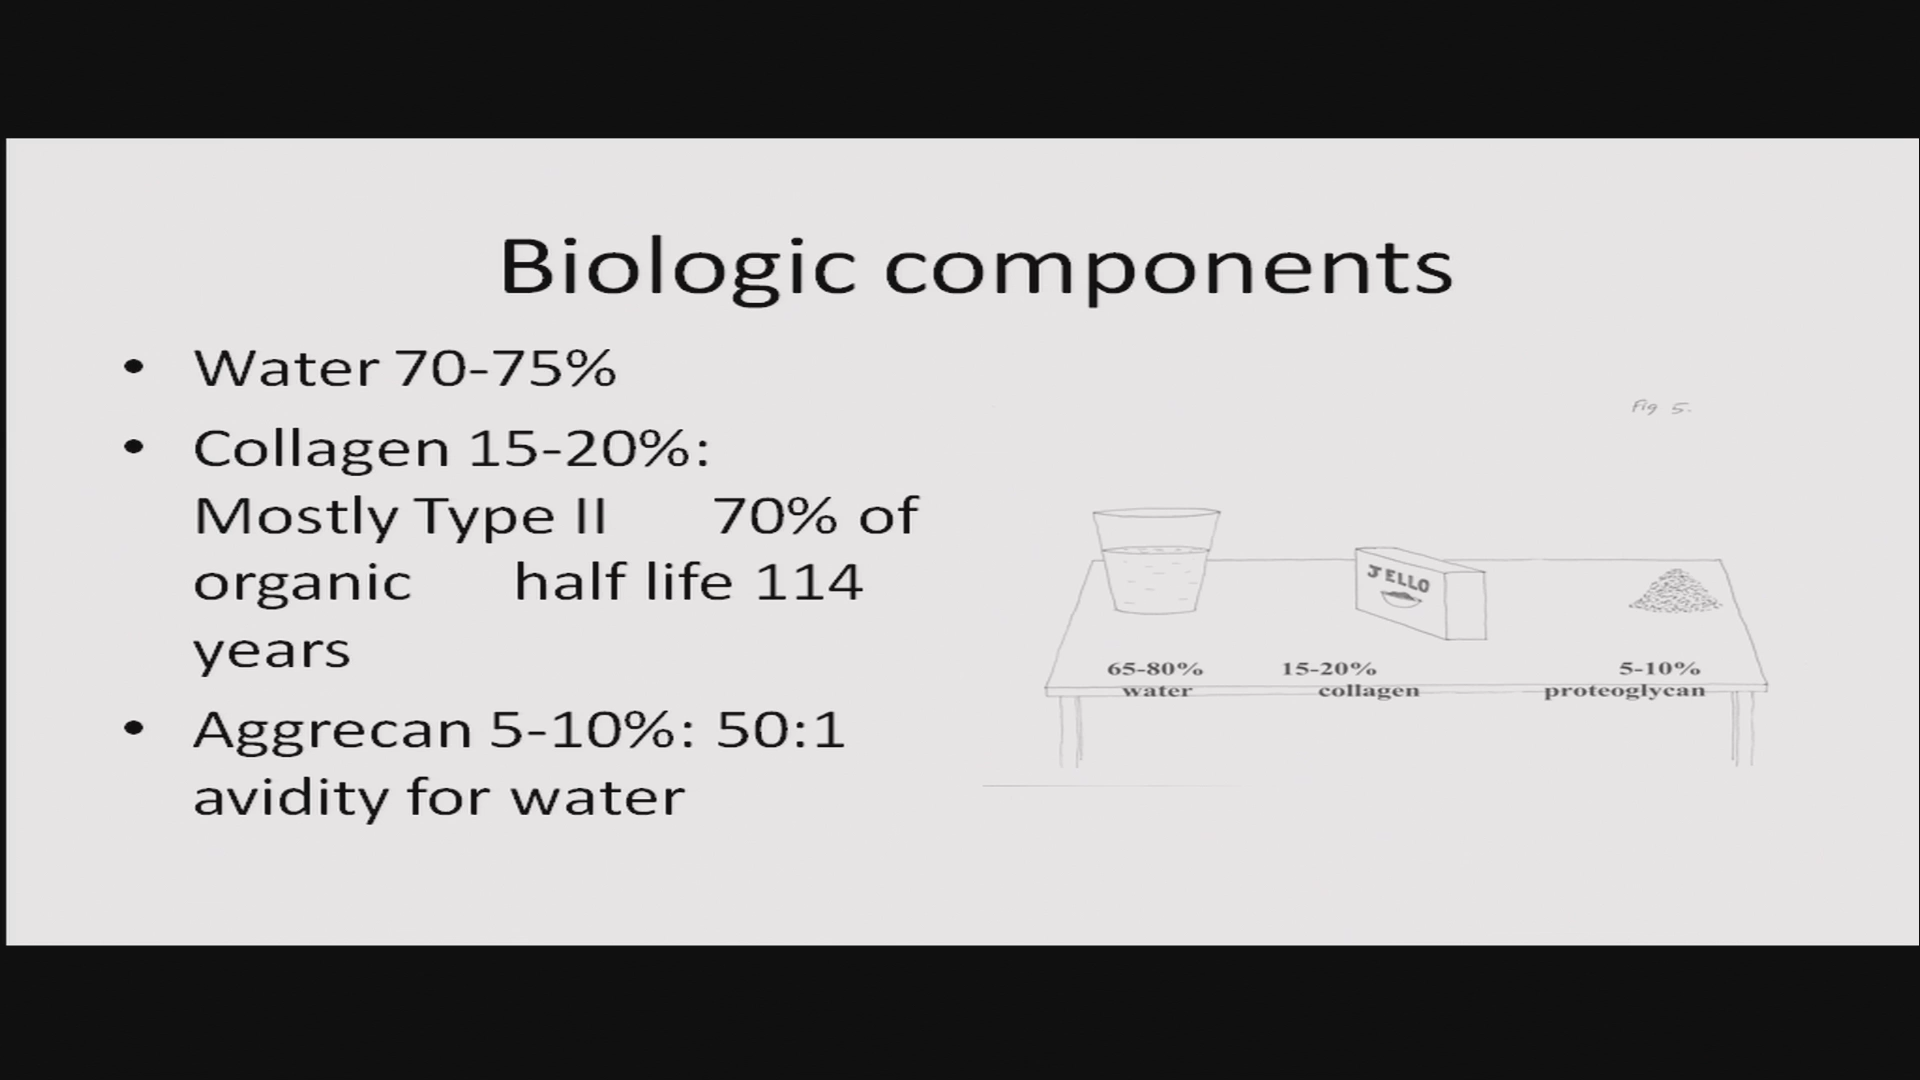 Biologic components
• Water 70-75%
• Collagen 15-20%:
Mostly Type II 70% of
organic half life 114
years
• Aggrecan 5-10%: 50:1
avidity for water
Fig 5.
JELLO
65-80% 15-20% 5-10%
water collagen proteoglycan